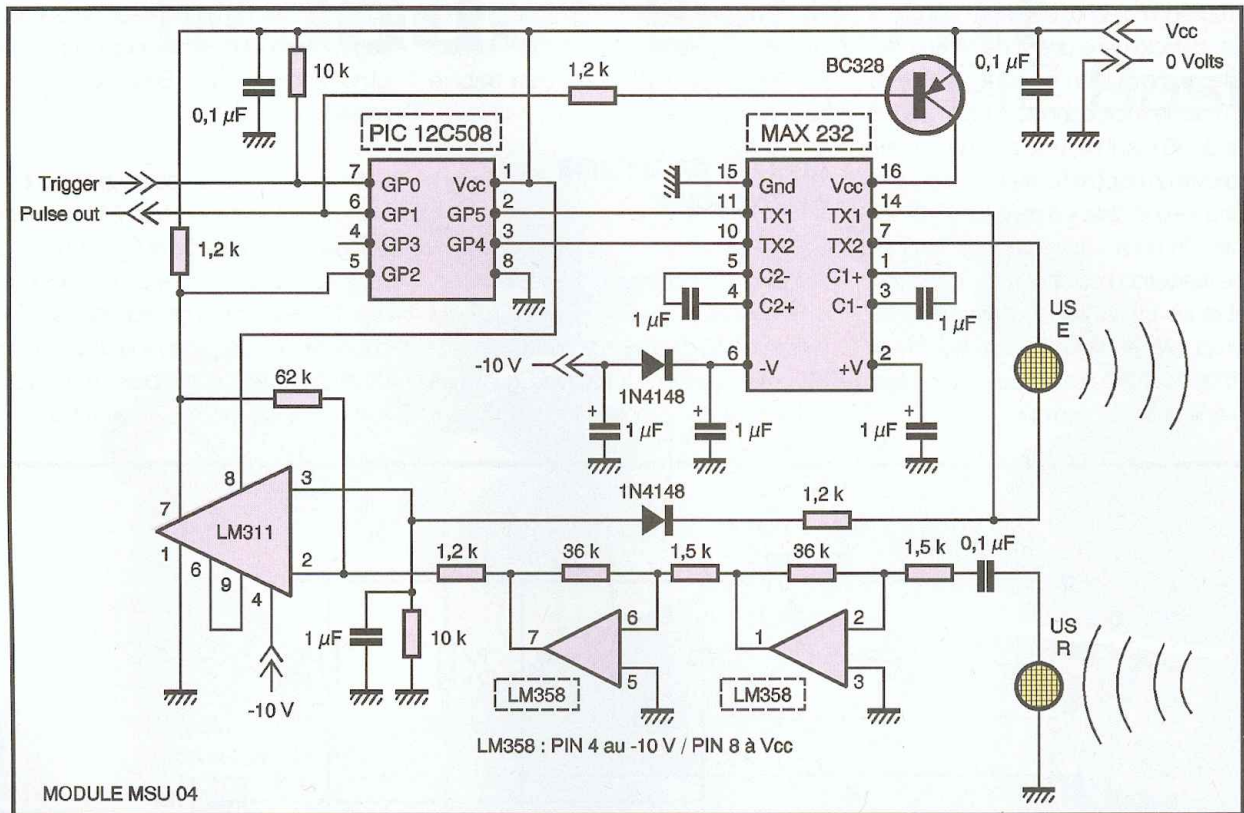 Vcc
0 Volts
10 k
0,1 µF
1,2 k
BC328
0,1 µF
PIC 12C508
MAX 232
Trigger
Pulse out
7 GP0 Vcc 1
6 GP1 GP5 2
4 GP3 GP4 3
5 GP2 8
15 Gnd Vcc 16
11 TX1 TX1 14
10 TX2 TX2 7
5 C2- C1+ 1
4 C2+ C1- 3
6 -V +V 2
1,2 k
1 µF
1 µF
US
E
-10 V
1N4148
+
1 µF
+
1 µF
+
1 µF
62 k
8
3
7
LM311
1
6
9
4
2
-10 V
1N4148
1,2 k
1,2 k
36 k
1,5 k
36 k
1,5 k
0,1 µF
1 µF
10 k
7
6
5
LM358
1
2
3
LM358
US
R
LM358 : PIN 4 au -10 V / PIN 8 à Vcc
MODULE MSU 04